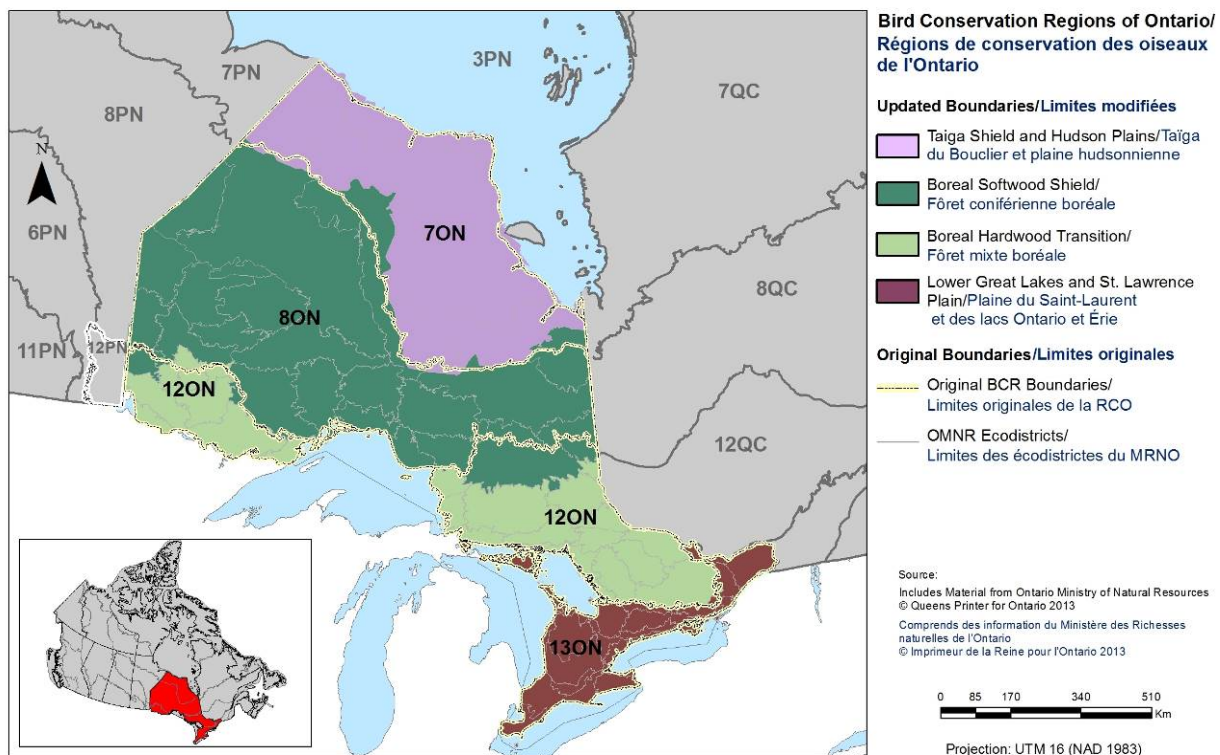 7PN
3PN
7QC
8PN
N
6PN
7ON
8QC
8ON
11PN
12PN
12ON
12QC
12ON
13ON
Bird Conservation Regions of Ontario/
Régions de conservation des oiseaux
de l'Ontario
Updated Boundaries/Limites modifiées
Taiga Shield and Hudson Plains/Taïga
du Bouclier et plaine hudsonnienne
Boreal Softwood Shield/
Fôret coniférienne boréale
Boreal Hardwood Transition/
Fôret mixte boréale
Lower Great Lakes and St. Lawrence
Plain/Plaine du Saint-Laurent
et des lacs Ontario et Érie
Original Boundaries/Limites originales
Original BCR Boundaries/
Limites originales de la RCO
OMNR Ecodistricts/
Limites des écodistrictes du MRNO
Source:
Includes Material from Ontario Ministry of Natural Resources
© Queens Printer for Ontario 2013
Comprends des information du Ministère des Richesses
naturelles de l'Ontario
© Imprimeur de la Reine pour l'Ontario 2013
0 85 170 340 510
Km
Projection: UTM 16 (NAD 1983)